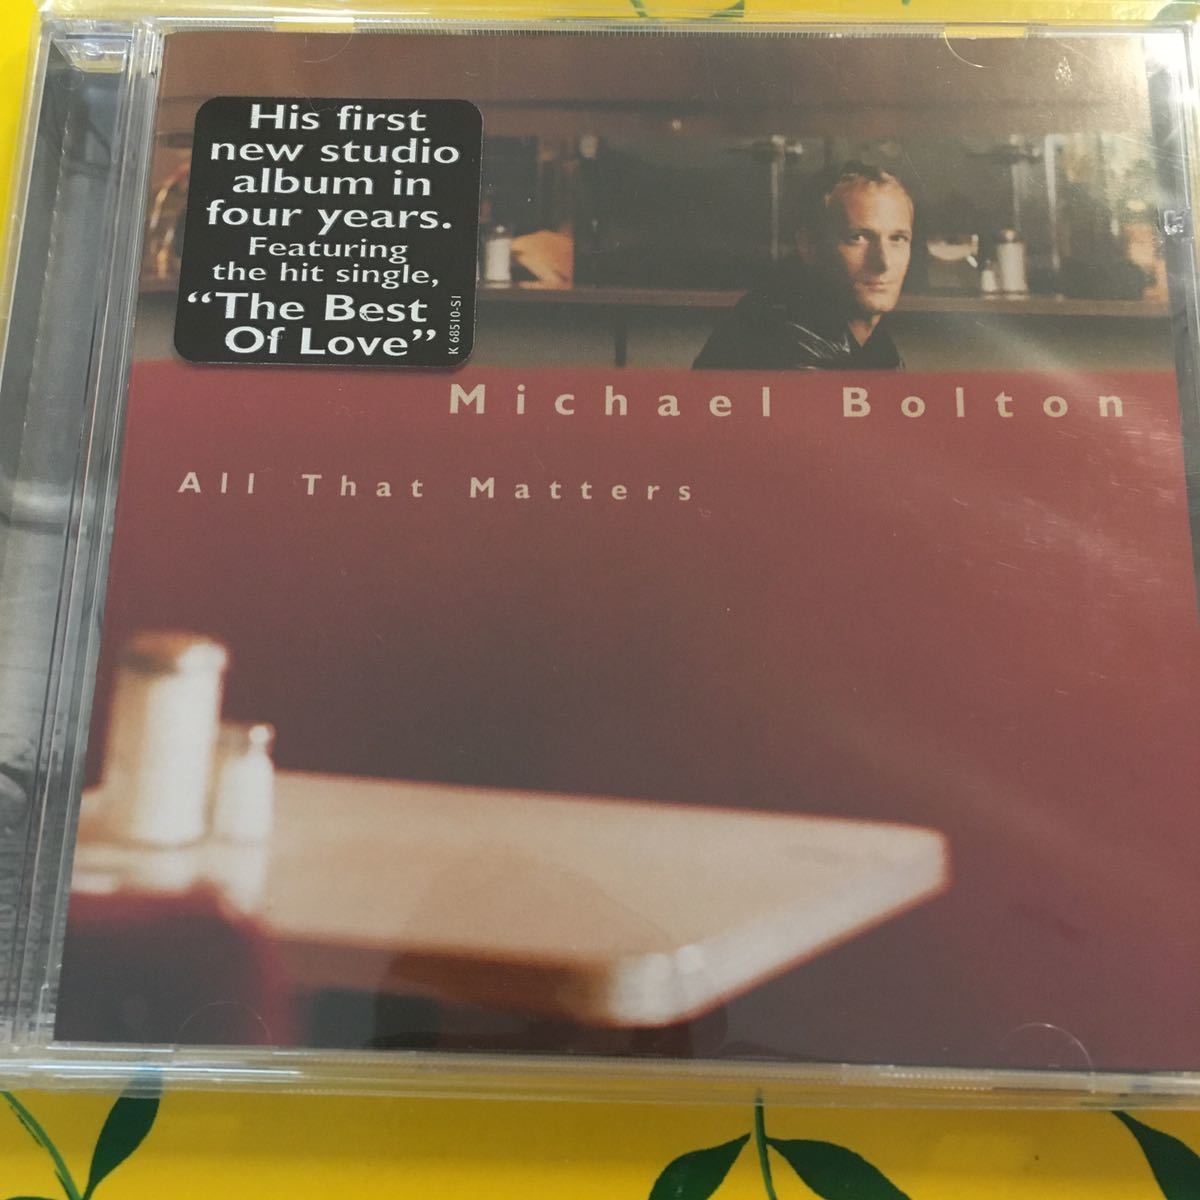 His first
new studio
album in
four years.
Featuring
the hit single,
“The Best
Of Love”
K 68510-S1
Michael Bolton
All That Matters